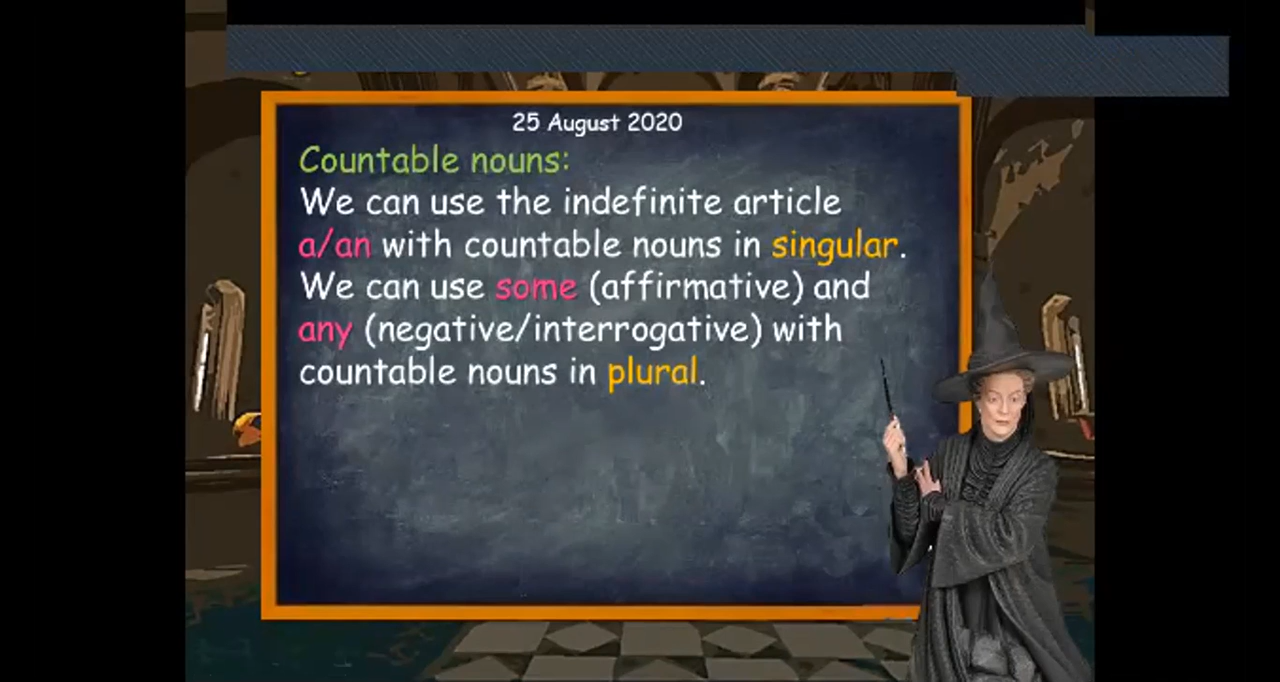 25 August 2020
Countable nouns:
We can use the indefinite article
a/an with countable nouns in singular.
We can use some (affirmative) and
any (negative/interrogative) with
countable nouns in plural.